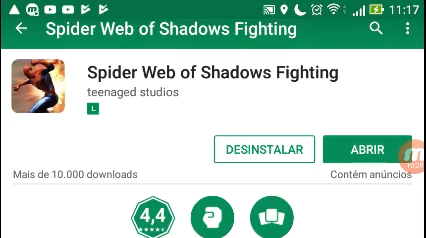 11:17
Spider Web of Shadows Fighting
Spider Web of Shadows Fighting
teenaged studios
L
DESINSTALAR
ABRIR
Mais de 10.000 downloads
Contém anúncios
4,4